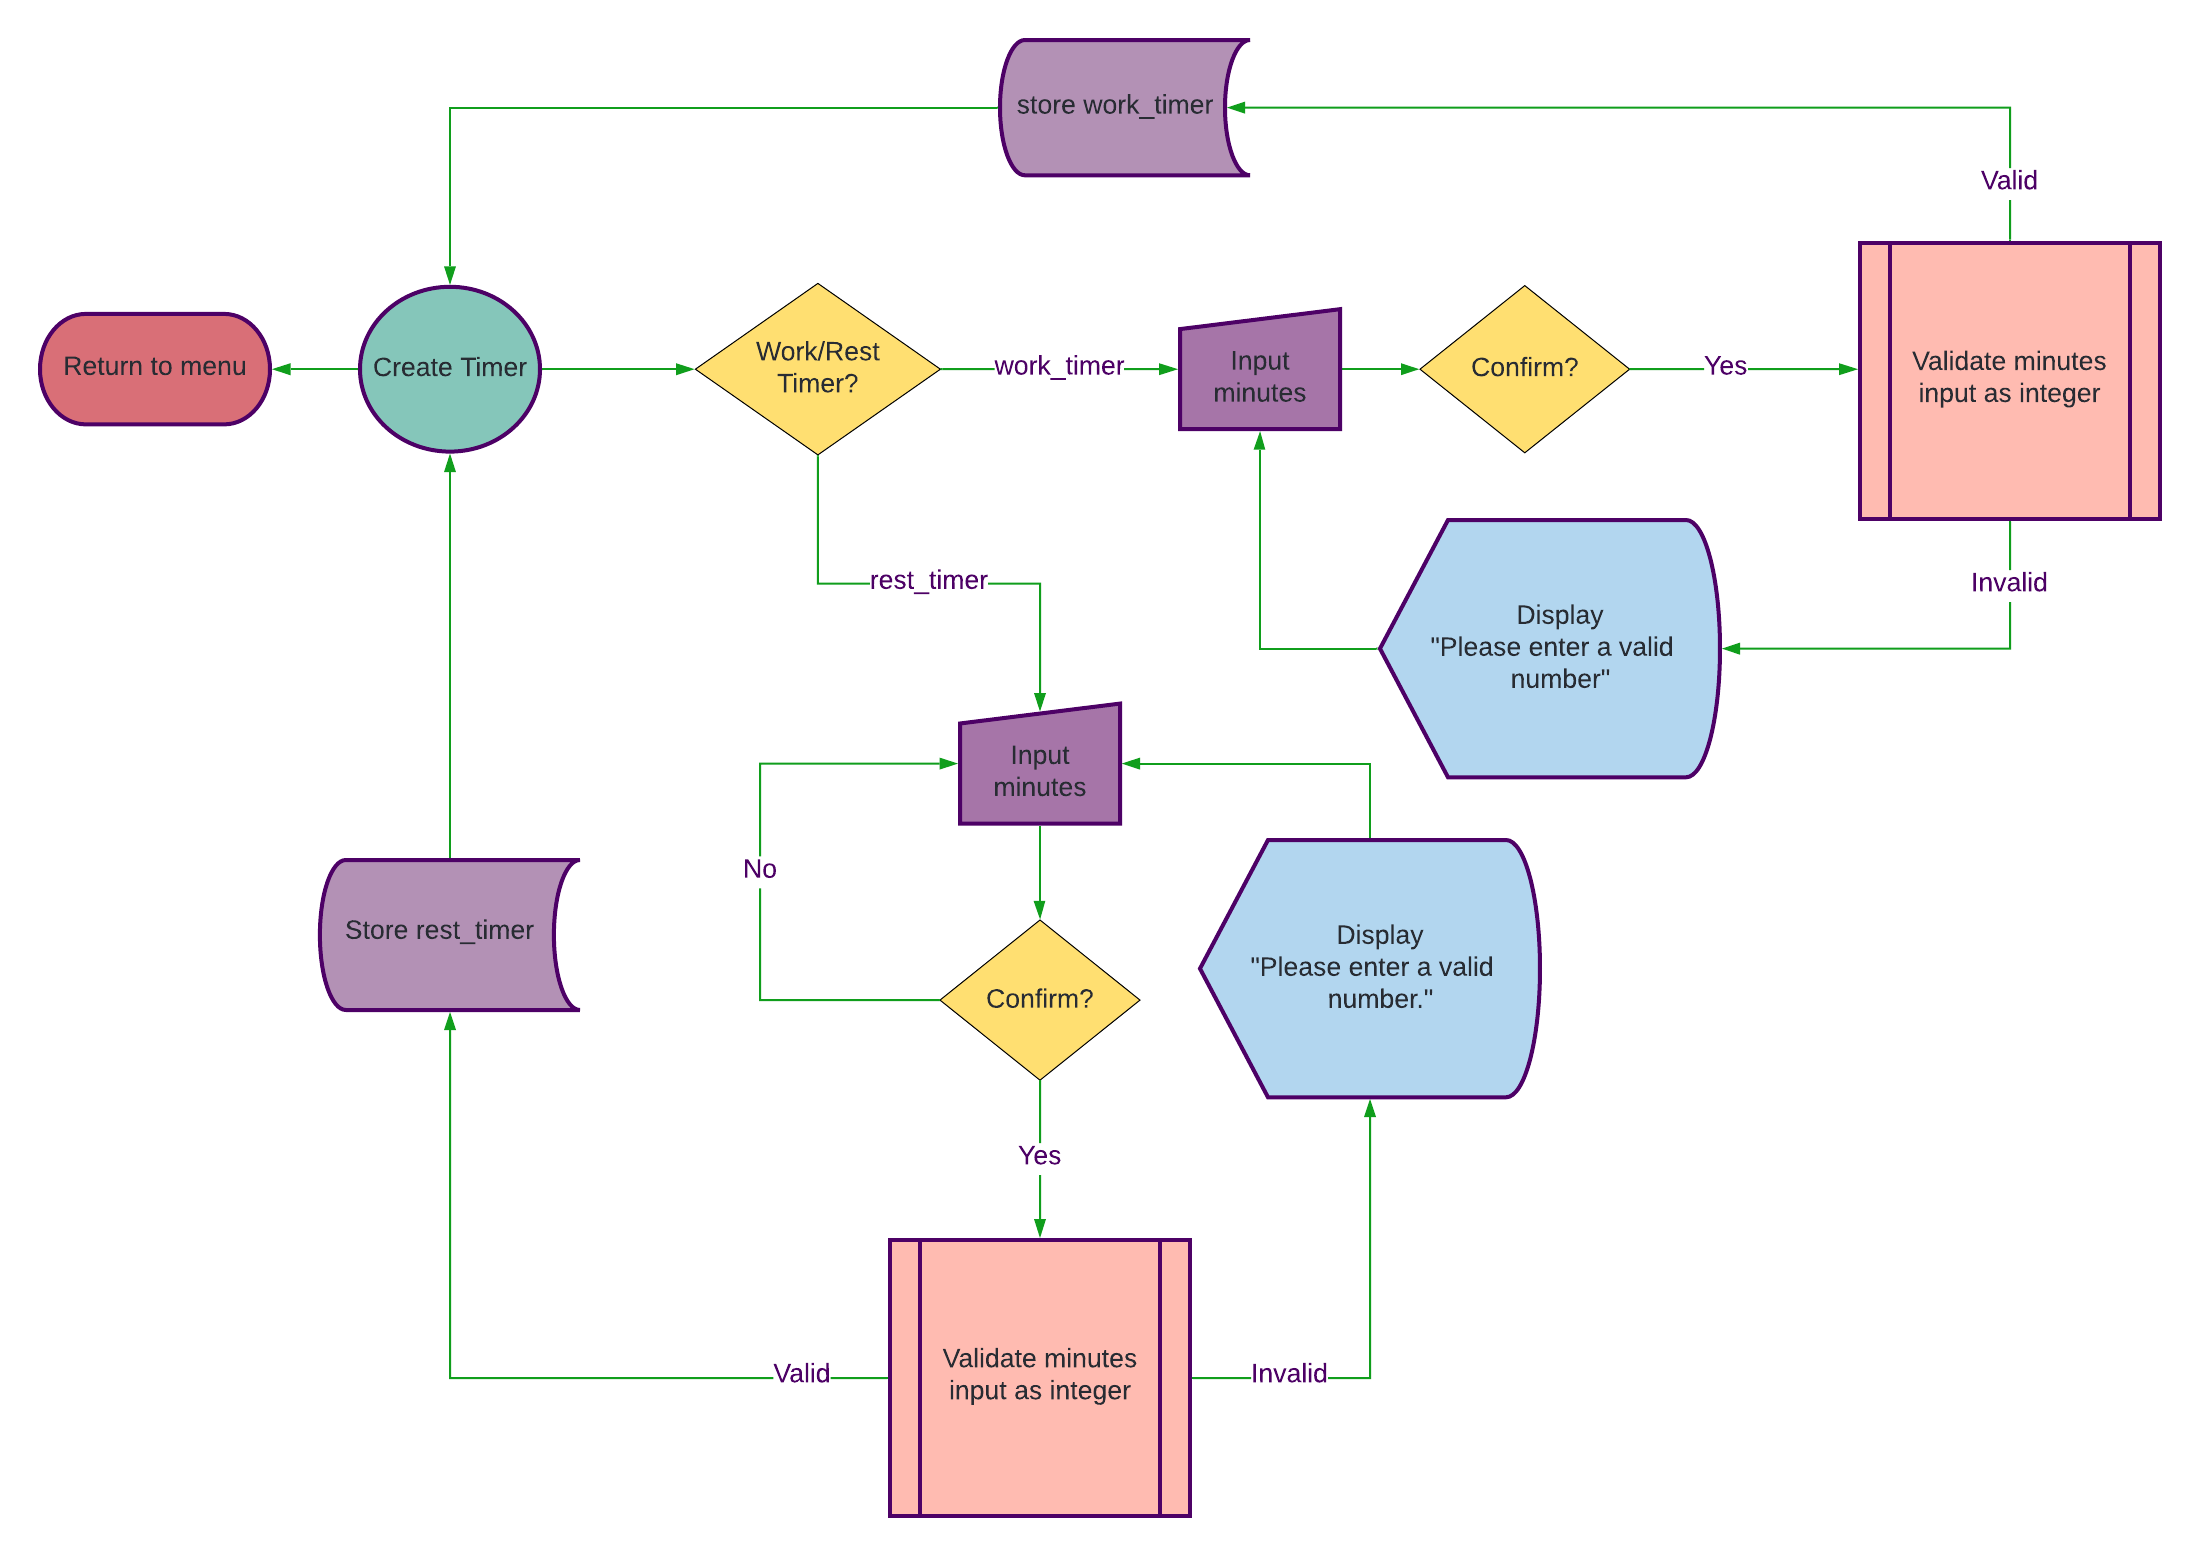 store work_timer
Valid
Return to menu
Create Timer
Work/Rest
Timer?
work_timer
Input
minutes
Confirm?
Yes
Validate minutes
input as integer
Invalid
Display
"Please enter a valid
number"
rest_timer
Input
minutes
No
Store rest_timer
Confirm?
Display
"Please enter a valid
number."
Yes
Validate minutes
input as integer
Valid
Invalid